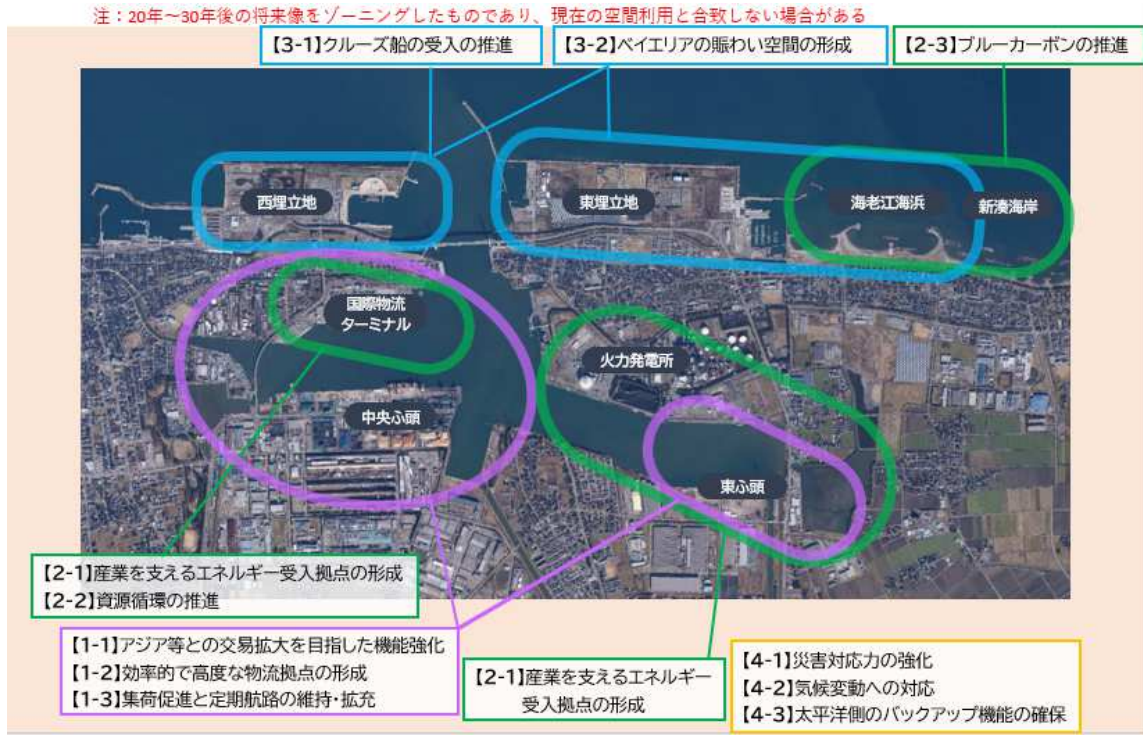 注：20年～30年後の将来像をゾーニングしたものであり、現在の空間利用と合致しない場合がある
【3-1】クルーズ船の受入の推進
【3-2】ベイエリアの賑わい空間の形成
【2-3】ブルーカーボンの推進
西埋立地
東埋立地
海老江海浜
新湊海岸
国際物流
ターミナル
火力発電所
中央ふ頭
東ふ頭
【2-1】産業を支えるエネルギー受入拠点の形成
【2-2】資源循環の推進
【1-1】アジア等との交易拡大を目指した機能強化
【1-2】効率的で高度な物流拠点の形成
【1-3】集荷促進と定期航路の維持・拡充
【2-1】産業を支えるエネルギー
受入拠点の形成
【4-1】災害対応力の強化
【4-2】気候変動への対応
【4-3】太平洋側のバックアップ機能の確保